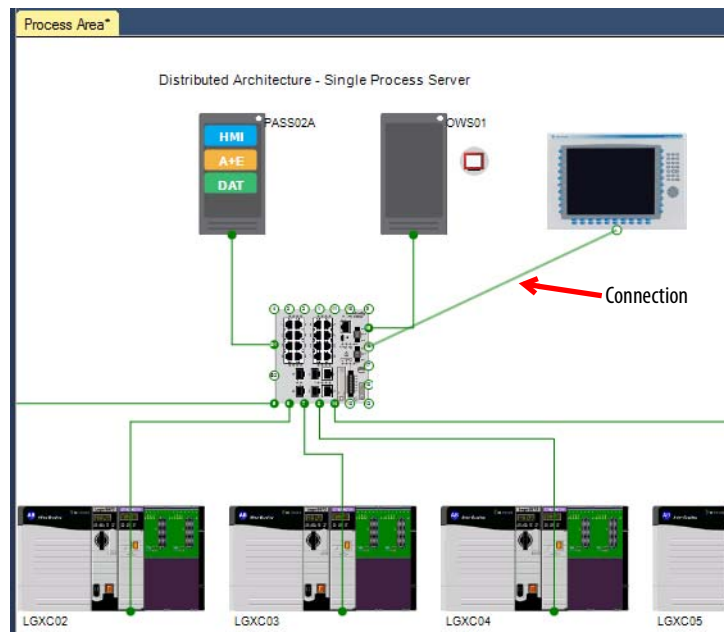 Process Area*
Distributed Architecture - Single Process Server
PASS02A
OWS01
HMI
A+E
DAT
Connection
LGXC02
LGXC03
LGXC04
LGXC05